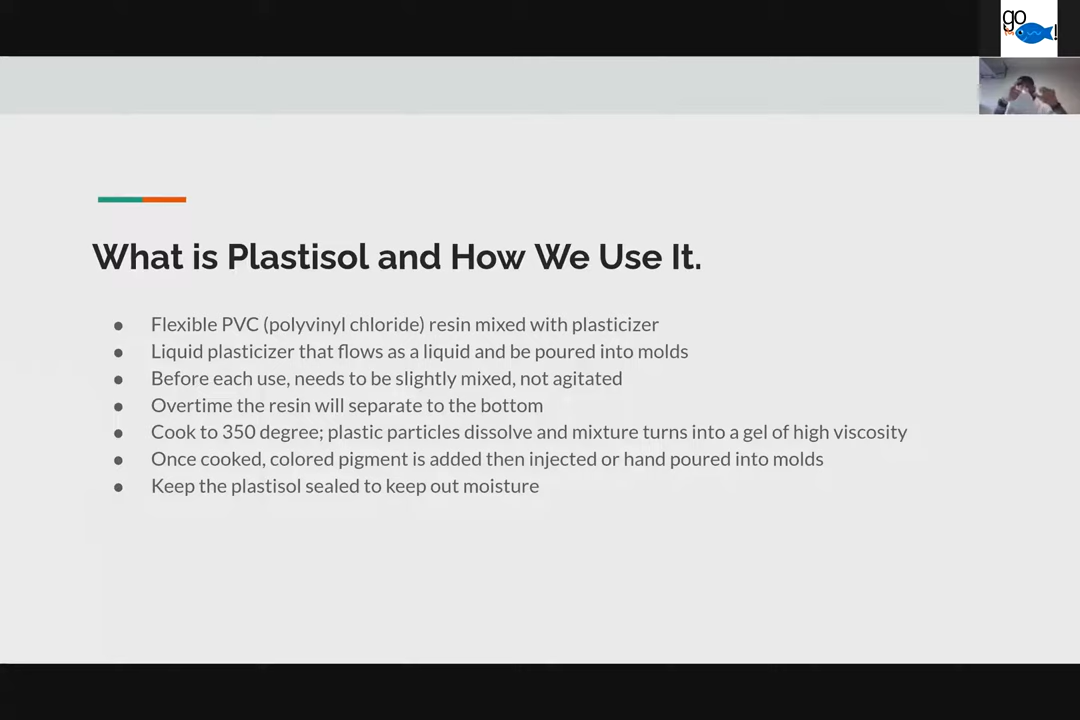 go
!
What is Plastisol and How We Use It.
● Flexible PVC (polyvinyl chloride) resin mixed with plasticizer
● Liquid plasticizer that flows as a liquid and be poured into molds
● Before each use, needs to be slightly mixed, not agitated
● Overtime the resin will separate to the bottom
● Cook to 350 degree; plastic particles dissolve and mixture turns into a gel of high viscosity
● Once cooked, colored pigment is added then injected or hand poured into molds
● Keep the plastisol sealed to keep out moisture